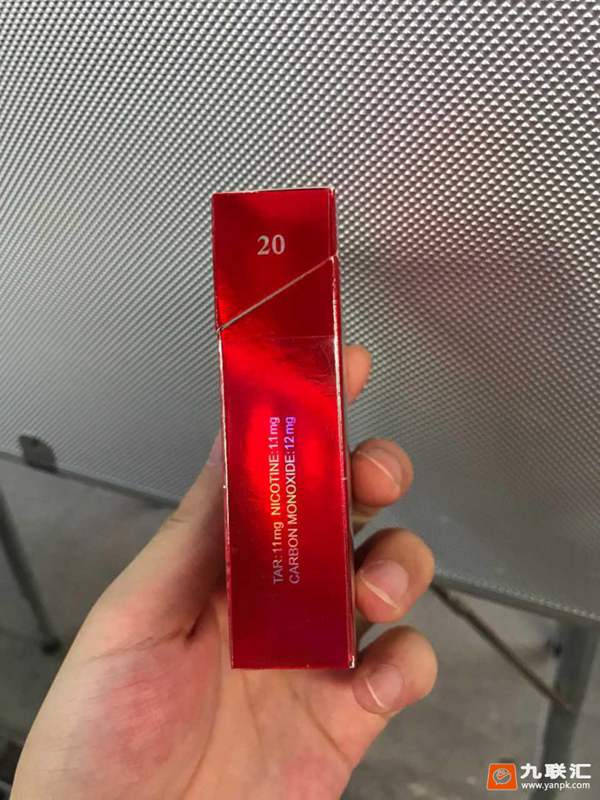 20
TAR:11mg NICOTINE:1.1mg
CARBON MONOXIDE:12mg
九联汇
www.yanpk.com